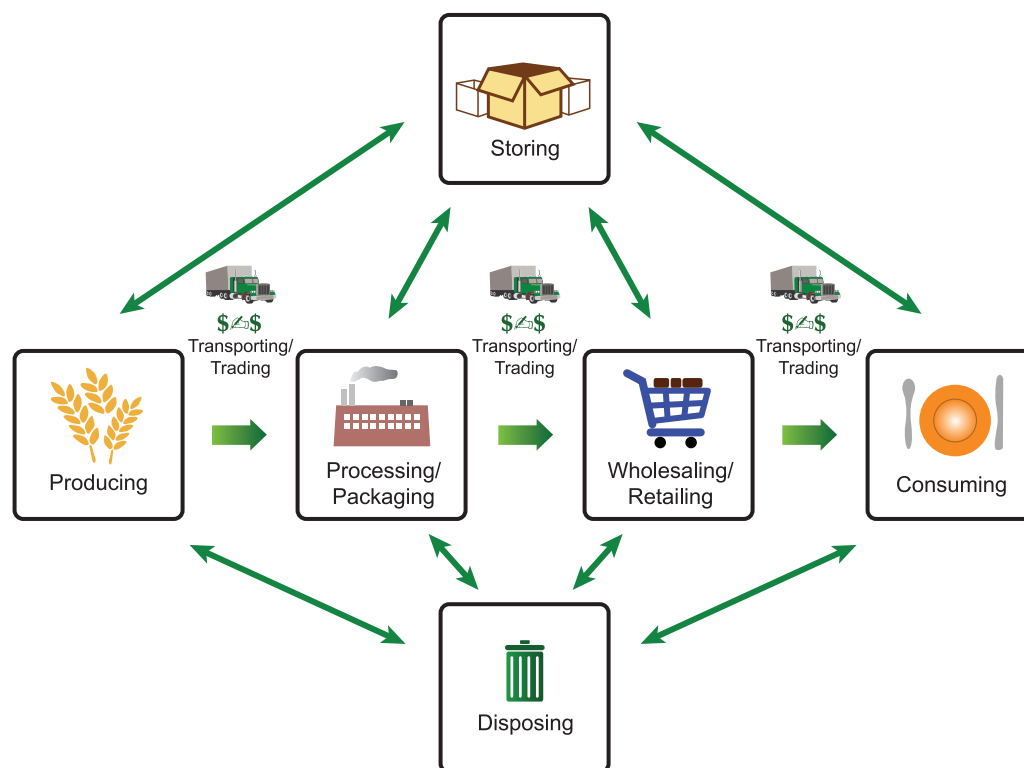 Storing
$✍$
Transporting/
Trading
$✍$
Transporting/
Trading
$✍$
Transporting/
Trading
Producing
Processing/
Packaging
Wholesaling/
Retailing
Consuming
Disposing